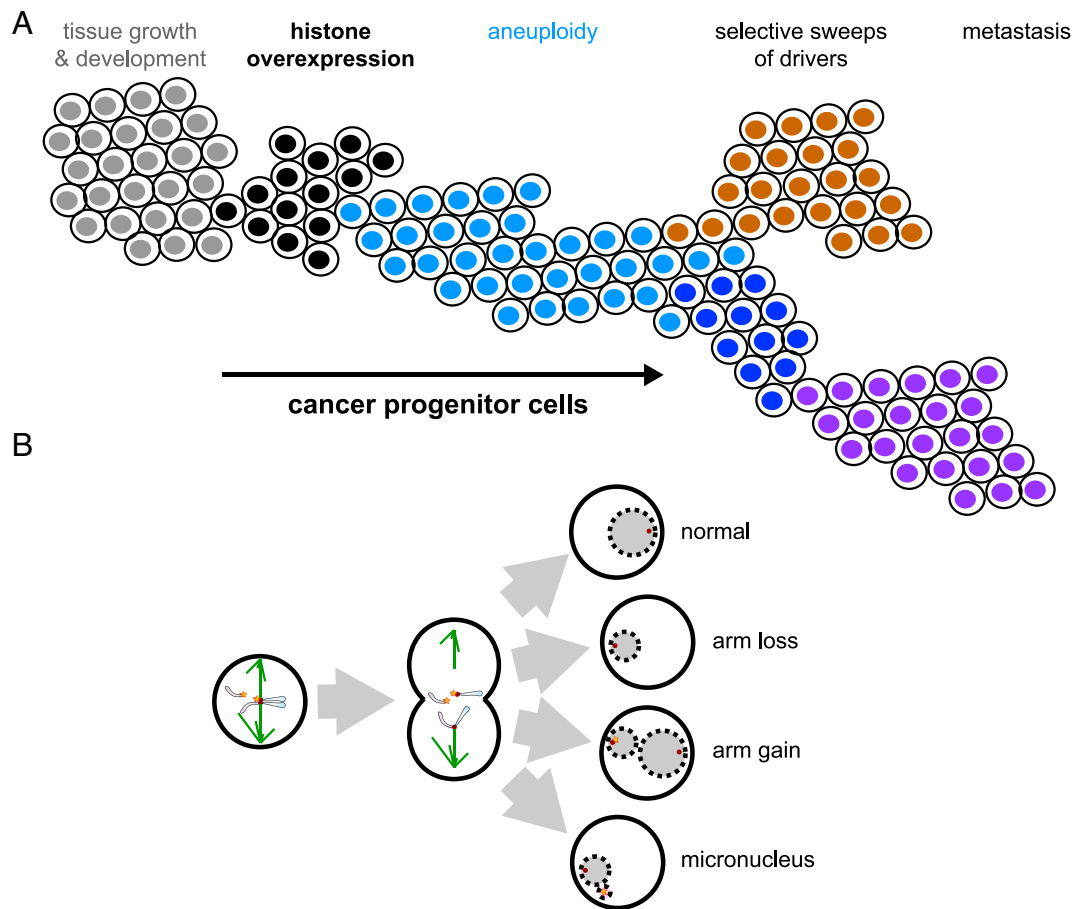 A
tissue growth
& development
histone
overexpression
aneuploidy
selective sweeps
of drivers
metastasis
cancer progenitor cells
B
normal
arm loss
arm gain
micronucleus